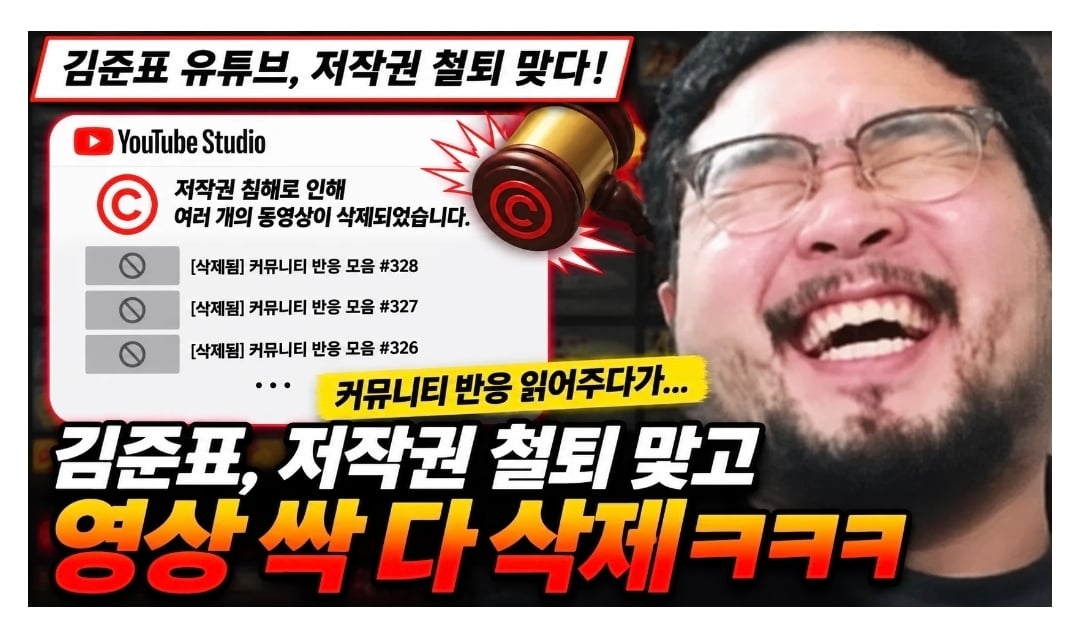 김준표 유튜브, 저작권 철퇴 맞다!
YouTube Studio
저작권 침해로 인해
여러 개의 동영상이 삭제되었습니다.
[삭제됨] 커뮤니티 반응 모음 #328
[삭제됨] 커뮤니티 반응 모음 #327
[삭제됨] 커뮤니티 반응 모음 #326
...
커뮤니티 반응 읽어주다가...
김준표, 저작권 철퇴 맞고
영상 싹 다 삭제ㅋㅋㅋ